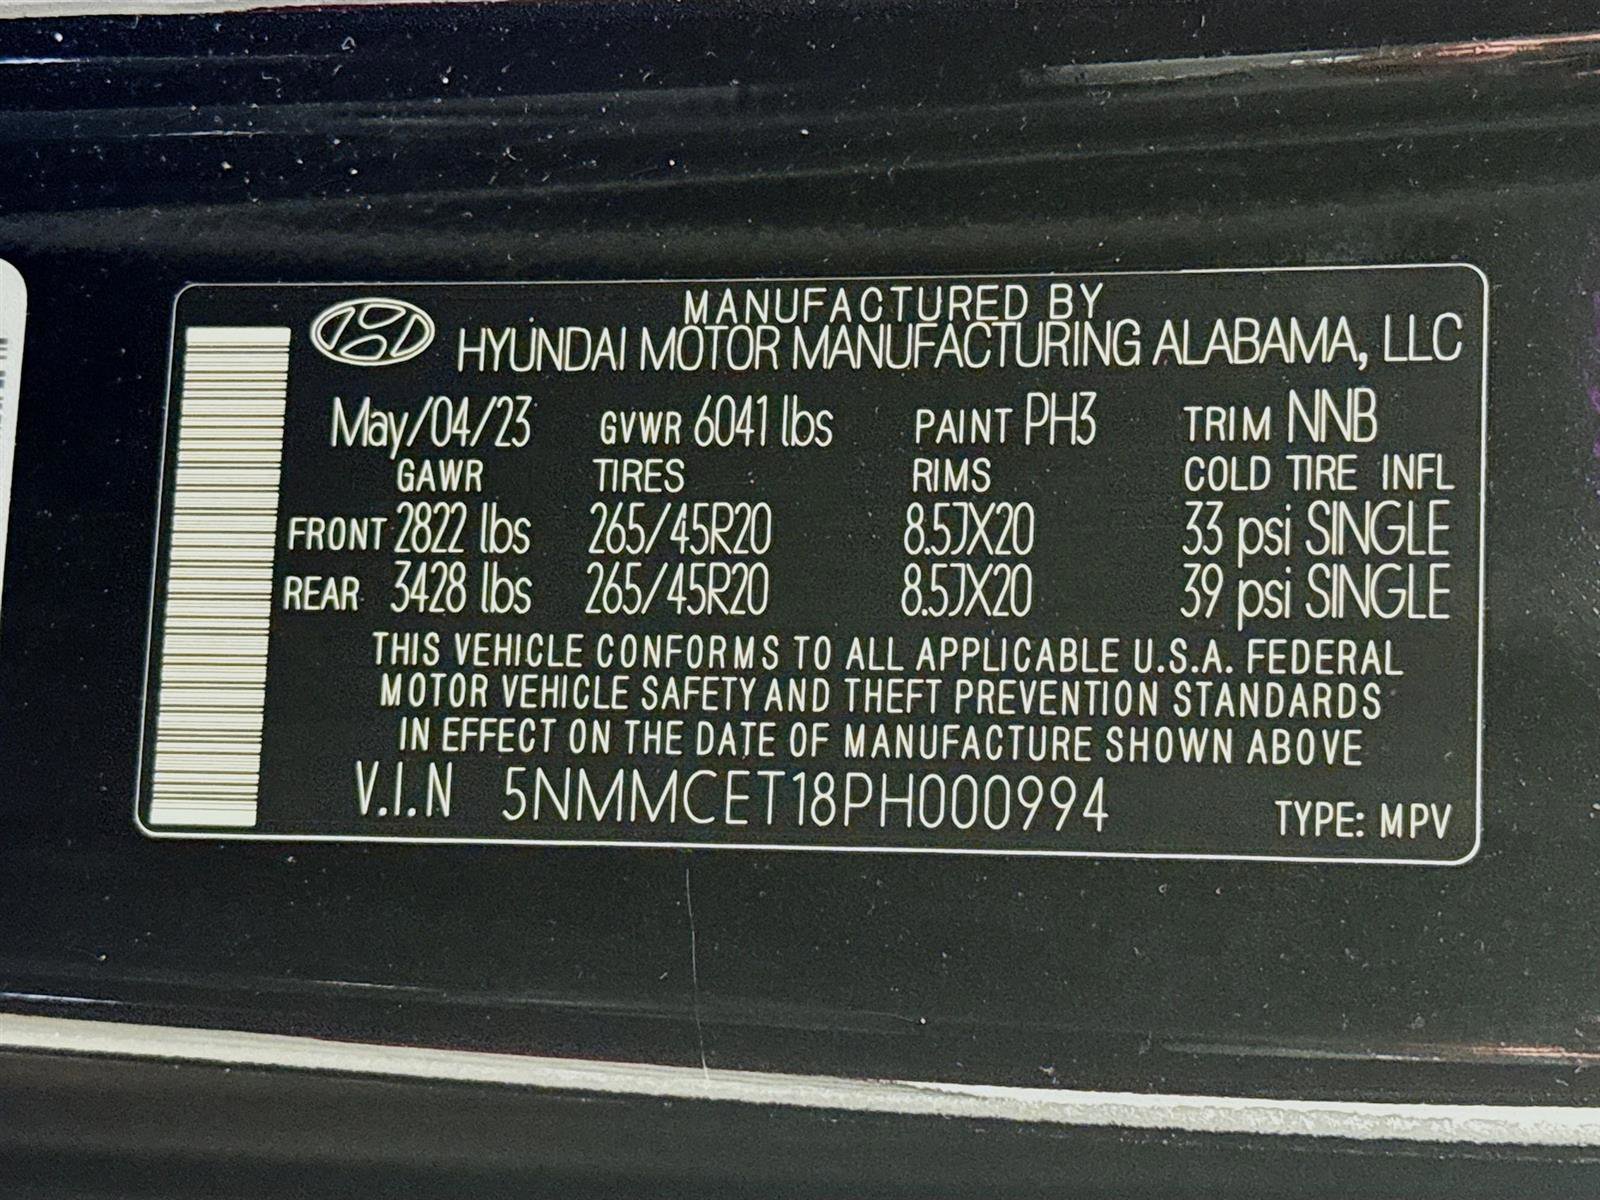 MANUFACTURED BY
HYUNDAI MOTOR MANUFACTURING ALABAMA, LLC
May/04/23 GVWR 6041 lbs PAINT PH3 TRIM NNB
GAWR TIRES RIMS COLD TIRE INFL
FRONT 2822 lbs 265/45R20 8.5JX20 33 psi SINGLE
REAR 3428 lbs 265/45R20 8.5JX20 39 psi SINGLE
THIS VEHICLE CONFORMS TO ALL APPLICABLE U.S.A. FEDERAL
MOTOR VEHICLE SAFETY AND THEFT PREVENTION STANDARDS
IN EFFECT ON THE DATE OF MANUFACTURE SHOWN ABOVE
V.I.N 5NMMCET18PH000994 TYPE: MPV